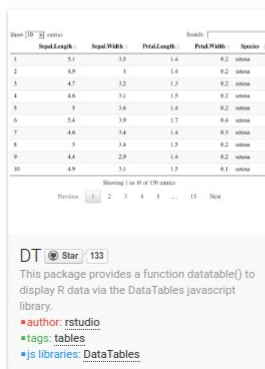 Show 10 entries Search:
Sepal.Length Sepal.Width Petal.Length Petal.Width Species
1 5.1 3.5 1.4 0.2 setosa
2 4.9 3 1.4 0.2 setosa
3 4.7 3.2 1.3 0.2 setosa
4 4.6 3.1 1.5 0.2 setosa
5 5 3.6 1.4 0.2 setosa
6 5.4 3.9 1.7 0.4 setosa
7 4.6 3.4 1.4 0.3 setosa
8 5 3.4 1.5 0.2 setosa
9 4.4 2.9 1.4 0.2 setosa
10 4.9 3.1 1.5 0.1 setosa
Showing 1 to 10 of 150 entries
Previous 1 2 3 4 5 ... 15 Next
DT Star 133
This package provides a function datatable() to
display R data via the DataTables javascript
library.
author: rstudio
tags: tables
js libraries: DataTables